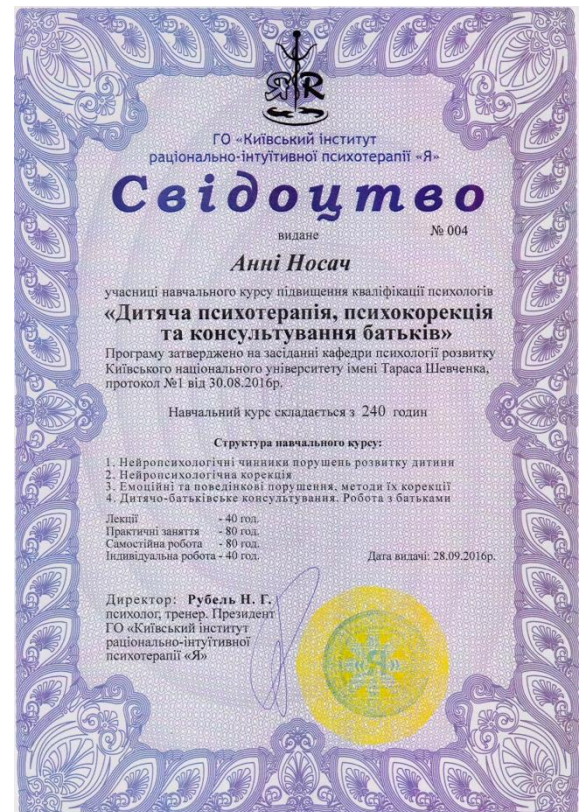 ЯR
ГО «Київський інститут
раціонально-інтуїтивної психотерапії «Я»
Свідоцтво
видане
№ 004
Анні Носач
учасниці навчального курсу підвищення кваліфікації психологів
«Дитяча психотерапія, психокорекція
та консультування батьків»
Програму затверджено на засіданні кафедри психології розвитку
Київського національного університету імені Тараса Шевченка,
протокол №1 від 30.08.2016р.
Навчальний курс складається з 240 годин
Структура навчального курсу:
1. Нейропсихологічні чинники порушень розвитку дитини
2. Нейропсихологічна корекція
3. Емоційні та поведінкові порушення, методи їх корекції
4. Дитячо-батьківське консультування. Робота з батьками
Лекції - 40 год.
Практичні заняття - 80 год.
Самостійна робота - 80 год.
Індивідуальна робота - 40 год.
Дата видачі: 28.09.2016р.
Директор: Рубель Н. Г.
психолог, тренер. Президент
ГО «Київський інститут
раціонально-інтуїтивної
психотерапії «Я»
«Я»